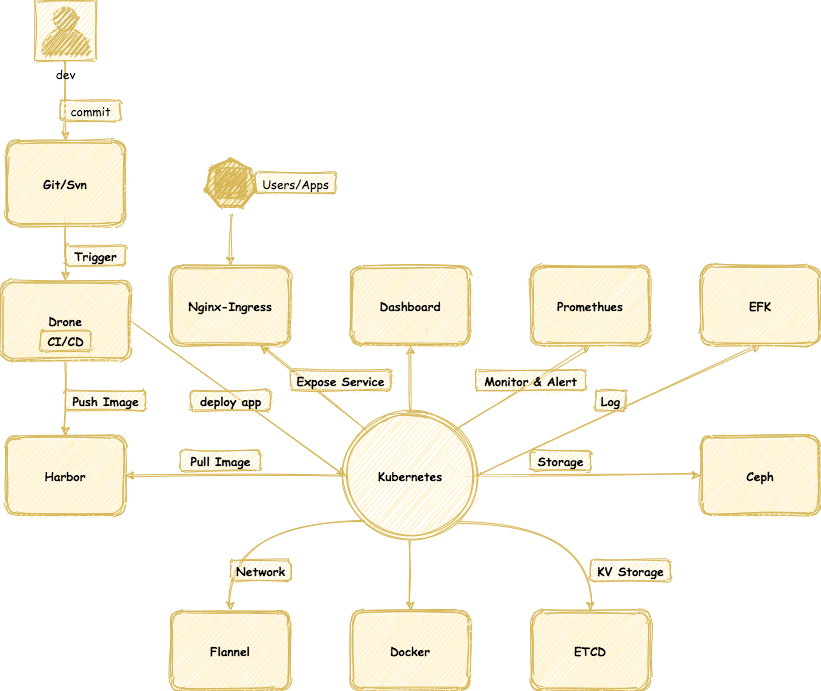 dev
commit
Git/Svn
Users/Apps
Trigger
Nginx-Ingress
Dashboard
Promethues
EFK
Drone
CI/CD
Expose Service
Monitor & Alert
Push Image
deploy app
Log
Harbor
Pull Image
Kubernetes
Storage
Ceph
Network
KV Storage
Flannel
Docker
ETCD